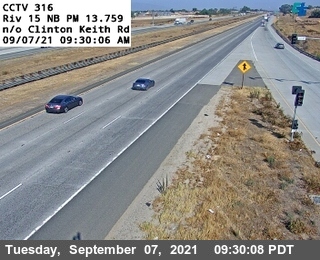 CCTV 316
Riv 15 NB PM 13.759
n/o Clinton Keith Rd
09/07/21 09:30:06 AM
Tuesday, September 07, 2021 09:30:08 PDT